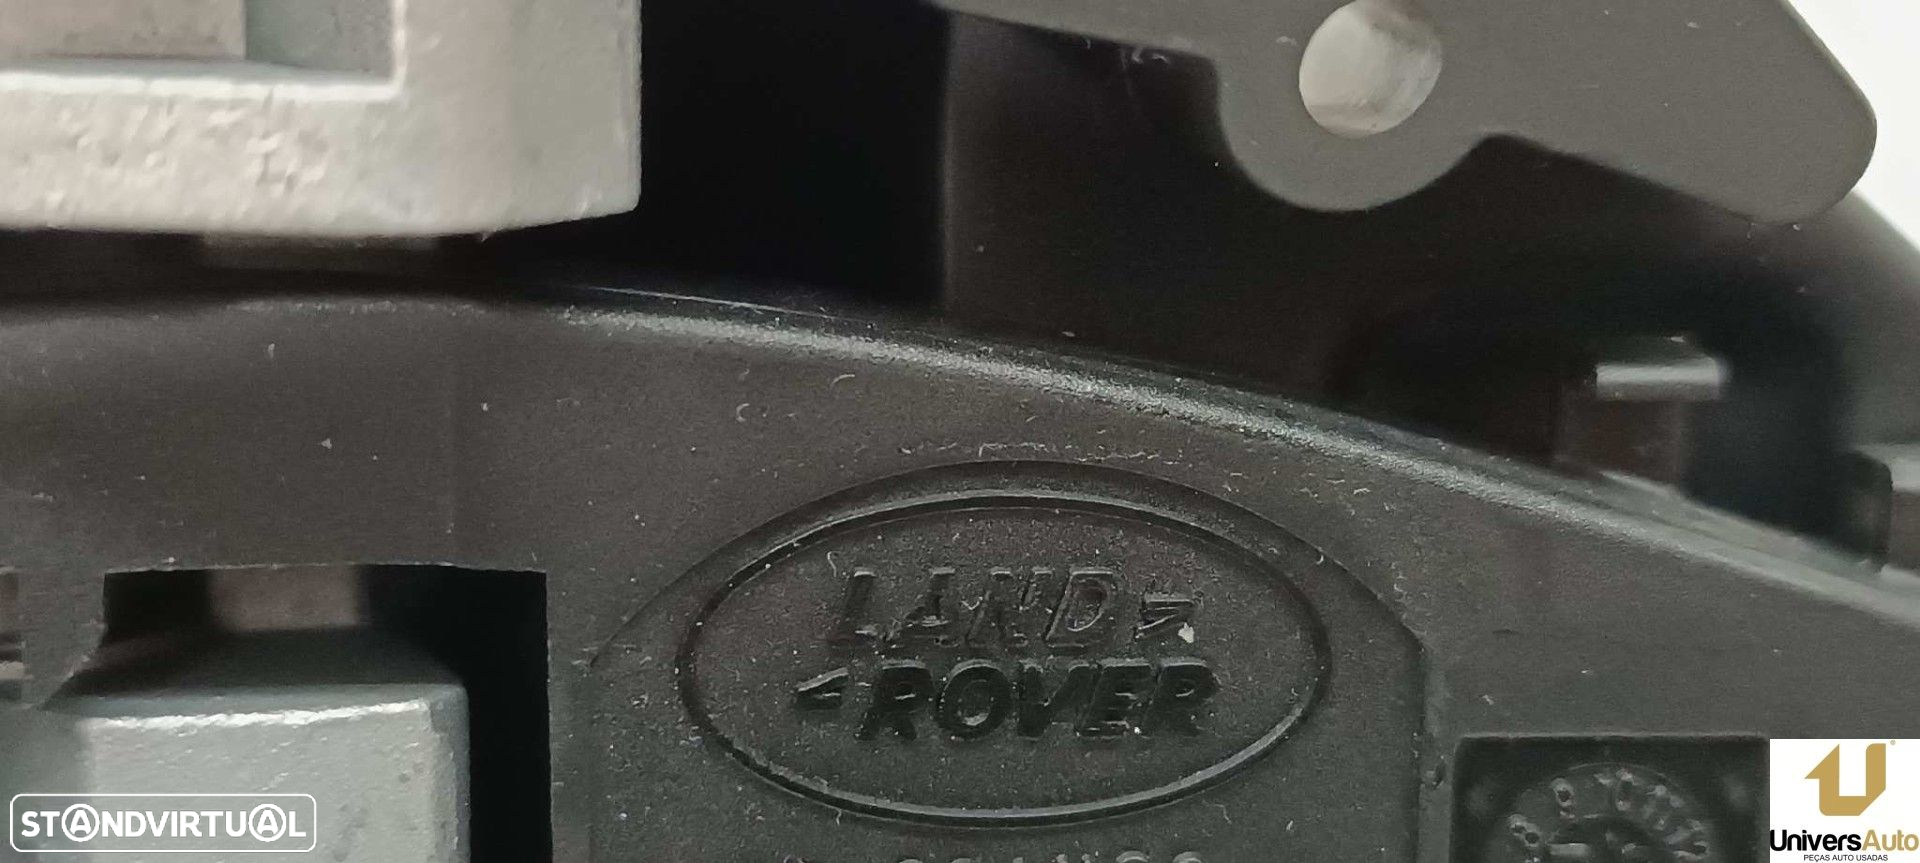 LAND
ROVER
STANDVIRTUAL
UniversAuto
PEÇAS AUTO USADAS